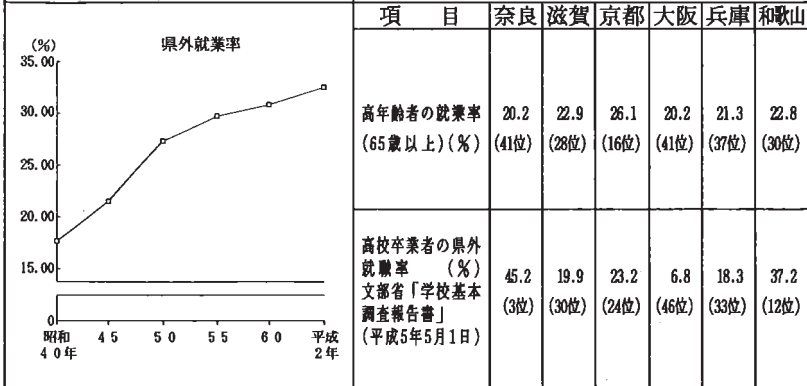 県外就業率
(%)
35.00
30.00
25.00
20.00
15.00
0
昭和 45 50 55 60 平成
40年 2年
項 目 奈良 滋賀 京都 大阪 兵庫 和歌山
高年齢者の就業率 20.2 22.9 26.1 20.2 21.3 22.8
(65歳以上)(%) (41位) (28位) (16位) (41位) (37位) (30位)
高校卒業者の県外
就職率 (%)
文部省「学校基本 45.2 19.9 23.2 6.8 18.3 37.2
調査報告書」 (3位) (30位) (24位) (46位) (33位) (12位)
(平成5年5月1日)